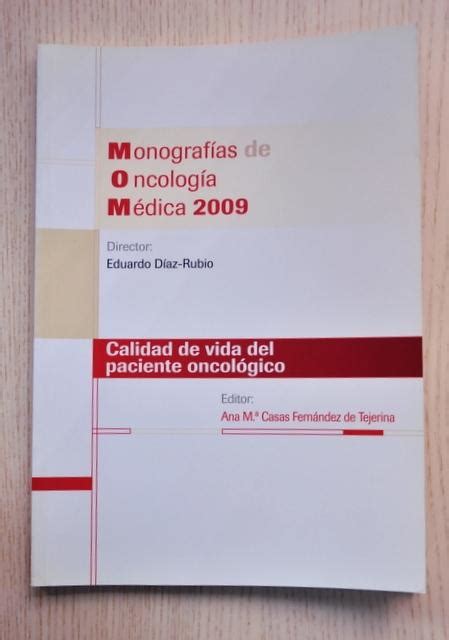 Monografías de
Oncología
Médica 2009
Director:
Eduardo Díaz-Rubio
Calidad de vida del
paciente oncológico
Editor:
Ana M.ª Casas Fernández de Tejerina